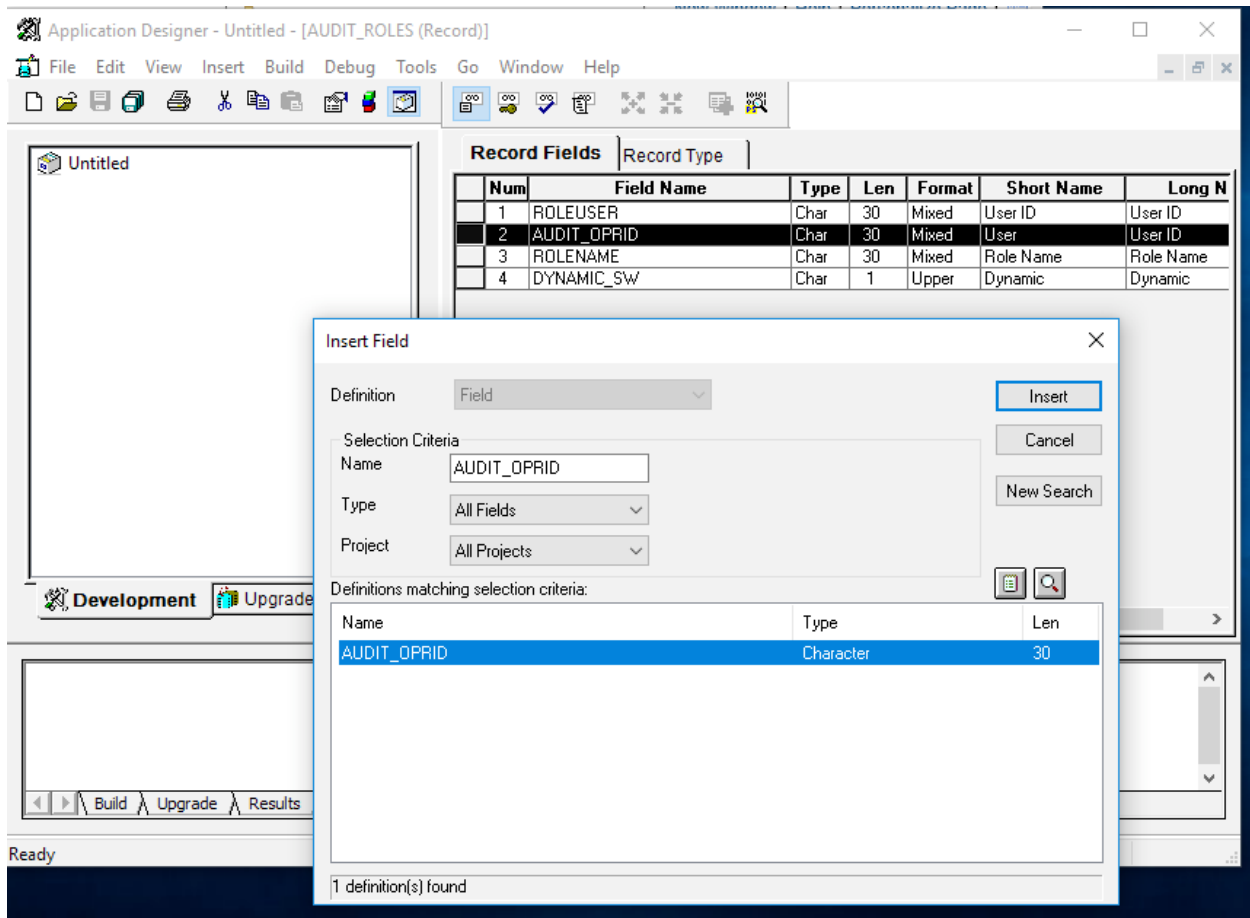 Application Designer - Untitled - [AUDIT_ROLES (Record)]
File Edit View Insert Build Debug Tools Go Window Help
Untitled
Record Fields Record Type
Num Field Name Type Len Format Short Name Long N
1 ROLEUSER Char 30 Mixed User ID User ID
2 AUDIT_OPRID Char 30 Mixed User User ID
3 ROLENAME Char 30 Mixed Role Name Role Name
4 DYNAMIC_SW Char 1 Upper Dynamic Dynamic
Insert Field
Definition Field Insert
Selection Criteria Cancel
Name AUDIT_OPRID
New Search
Type All Fields
Project All Projects
Definitions matching selection criteria:
Name Type Len
AUDIT_OPRID Character 30
1 definition(s) found
Development Upgrade
Build Upgrade Results
Ready